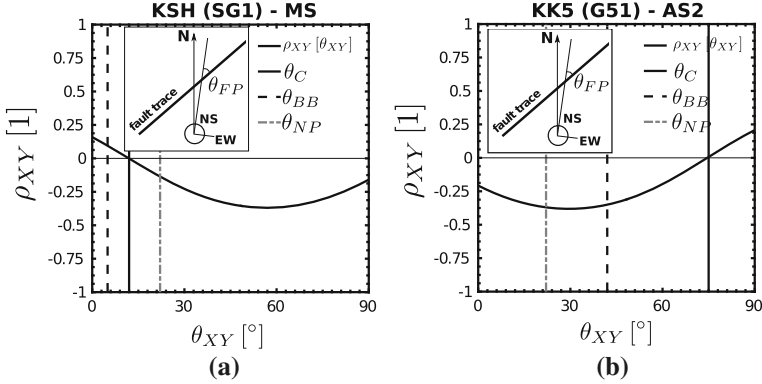 KSH (SG1) - MS
1
0.75
0.5
0.25
0
-0.25
-0.5
-0.75
-1
ρXY [1]
N
θFP
fault trace
NS
EW
ρXY [θXY]
θC
θBB
θNP
0 30 60 90
θXY [°]
(a)
KK5 (G51) - AS2
1
0.75
0.5
0.25
0
-0.25
-0.5
-0.75
-1
ρXY [1]
N
θFP
fault trace
NS
EW
ρXY [θXY]
θC
θBB
θNP
0 30 60 90
θXY [°]
(b)